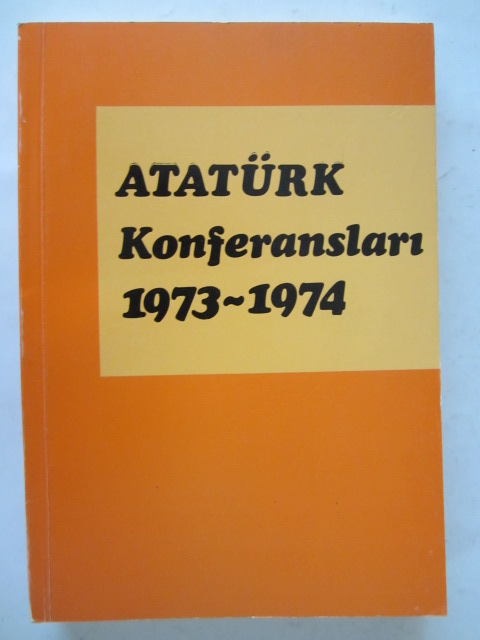 ATATÜRK
Konferansları
1973~1974